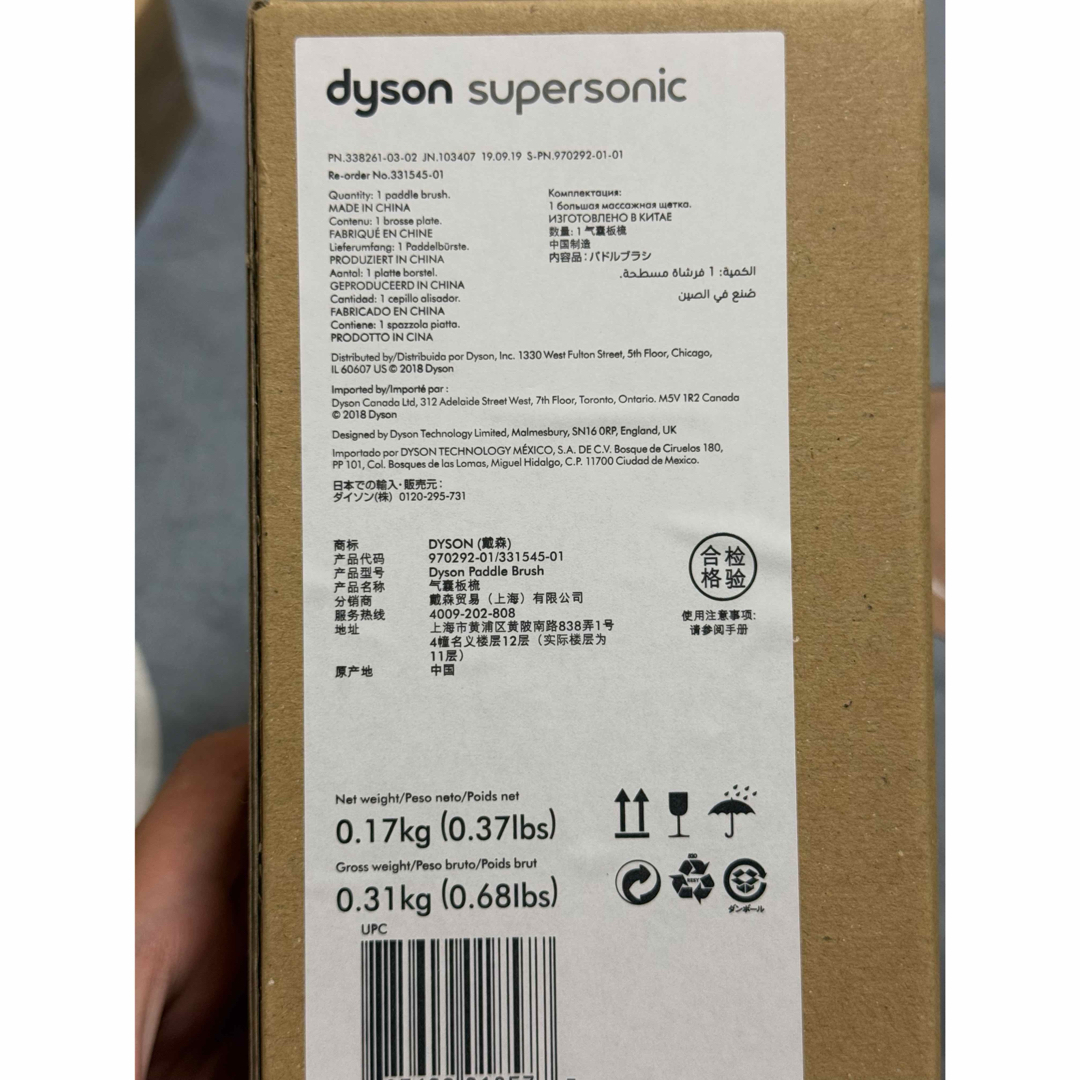 dyson supersonic
PN.338261-03-02 JN.103407 19.09.19 S-PN.970292-01-01
Re-order No.331545-01
Quantity: 1 paddle brush.
MADE IN CHINA
Contenu: 1 brosse plate.
FABRIQUÉ EN CHINE
Lieferumfang: 1 Paddelbürste.
PRODUZIERT IN CHINA
Aantal: 1 platte borstel.
GEPRODUCEERD IN CHINA
Cantidad: 1 cepillo alisador.
FABRICADO EN CHINA
Contiene: 1 spazzola piatta.
PRODOTTO IN CINA
Комплектация:
1 большая массажная щетка.
ИЗГОТОВЛЕНО В КИТАЕ
数量: 1 气囊板梳
中国制造
内容品：パドルブラシ
الكمية: 1 فرشاة مسطحة.
صُنع في الصين
Distributed by/Distribuida por Dyson, Inc. 1330 West Fulton Street, 5th Floor, Chicago,
IL 60607 US © 2018 Dyson
Imported by/Importé par :
Dyson Canada Ltd, 312 Adelaide Street West, 7th Floor, Toronto, Ontario. M5V 1R2 Canada
© 2018 Dyson
Designed by Dyson Technology Limited, Malmesbury, SN16 0RP, England, UK
Importado por DYSON TECHNOLOGY MÉXICO, S.A. DE C.V. Bosque de Ciruelos 180,
PP 101, Col. Bosques de las Lomas, Miguel Hidalgo, C.P. 11700 Ciudad de Mexico.
日本での輸入・販売元：
ダイソン(株) 0120-295-731
商标 DYSON (戴森)
产品代码 970292-01/331545-01
产品型号 Dyson Paddle Brush
产品名称 气囊板梳
分销商 戴森贸易（上海）有限公司
服务热线 4009-202-808
地址 上海市黄浦区黄陂南路838弄1号
4幢名义楼层12层（实际楼层为
11层）
原产地 中国
合检
格验
使用注意事项:
请参阅手册
Net weight/Peso neto/Poids net
0.17kg (0.37lbs)
Gross weight/Peso bruto/Poids brut
0.31kg (0.68lbs)
ダンボール
UPC